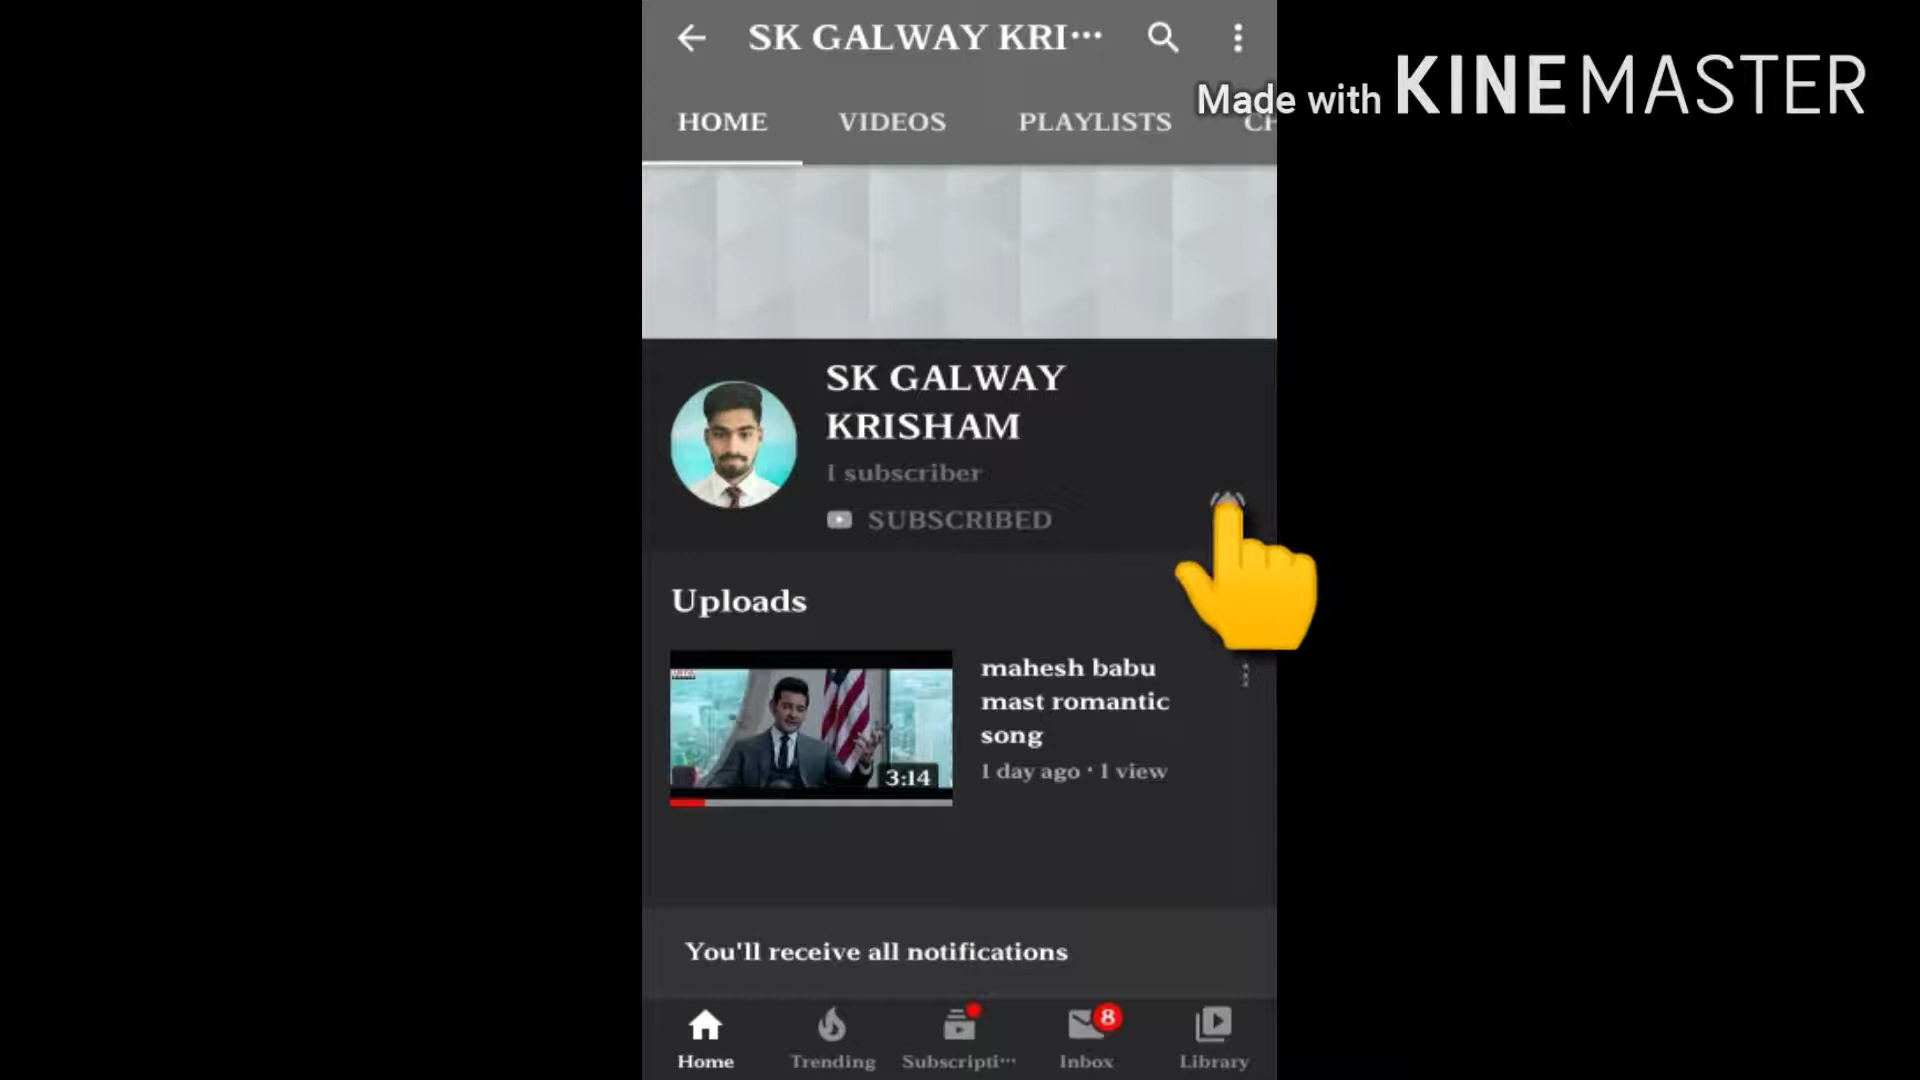 SK GALWAY KRI···
Made with KINEMASTER
HOME VIDEOS PLAYLISTS CH
SK GALWAY
KRISHAM
1 subscriber
SUBSCRIBED
Uploads
mahesh babu
mast romantic
song
3:14
1 day ago · 1 view
You'll receive all notifications
8
Home Trending Subscripti··· Inbox Library